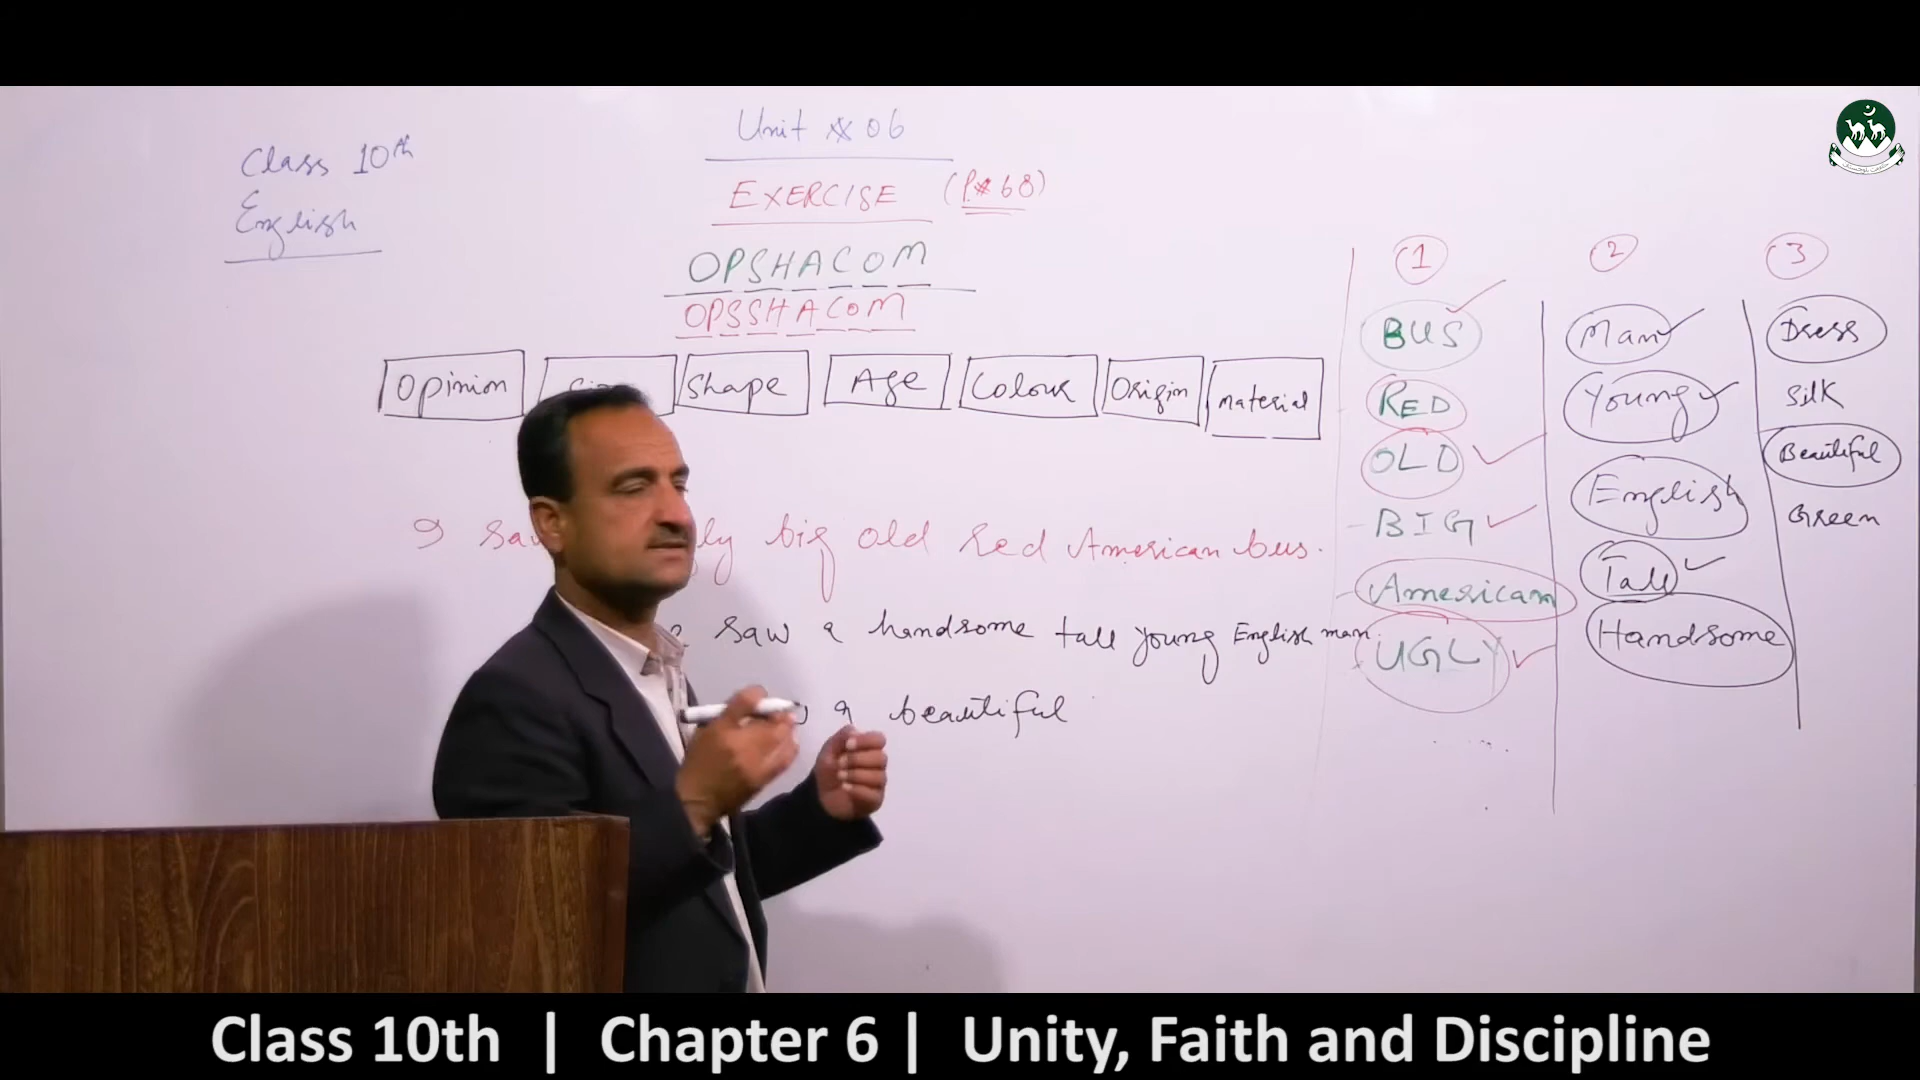 Class 10th
English
Unit # 06
EXERCISE (P.# 68)
OPSHACOM
OPSSHACOM
Opinion Shape Age Colour Origin material
I big old red American bus.
saw a handsome tall young English man.
a beautiful
1
BUS
RED
OLD
BIG
American
UGLY
2
Man
Young
English
Tall
Handsome
3
Dress
Silk
Beautiful
Green
Class 10th | Chapter 6 | Unity, Faith and Discipline